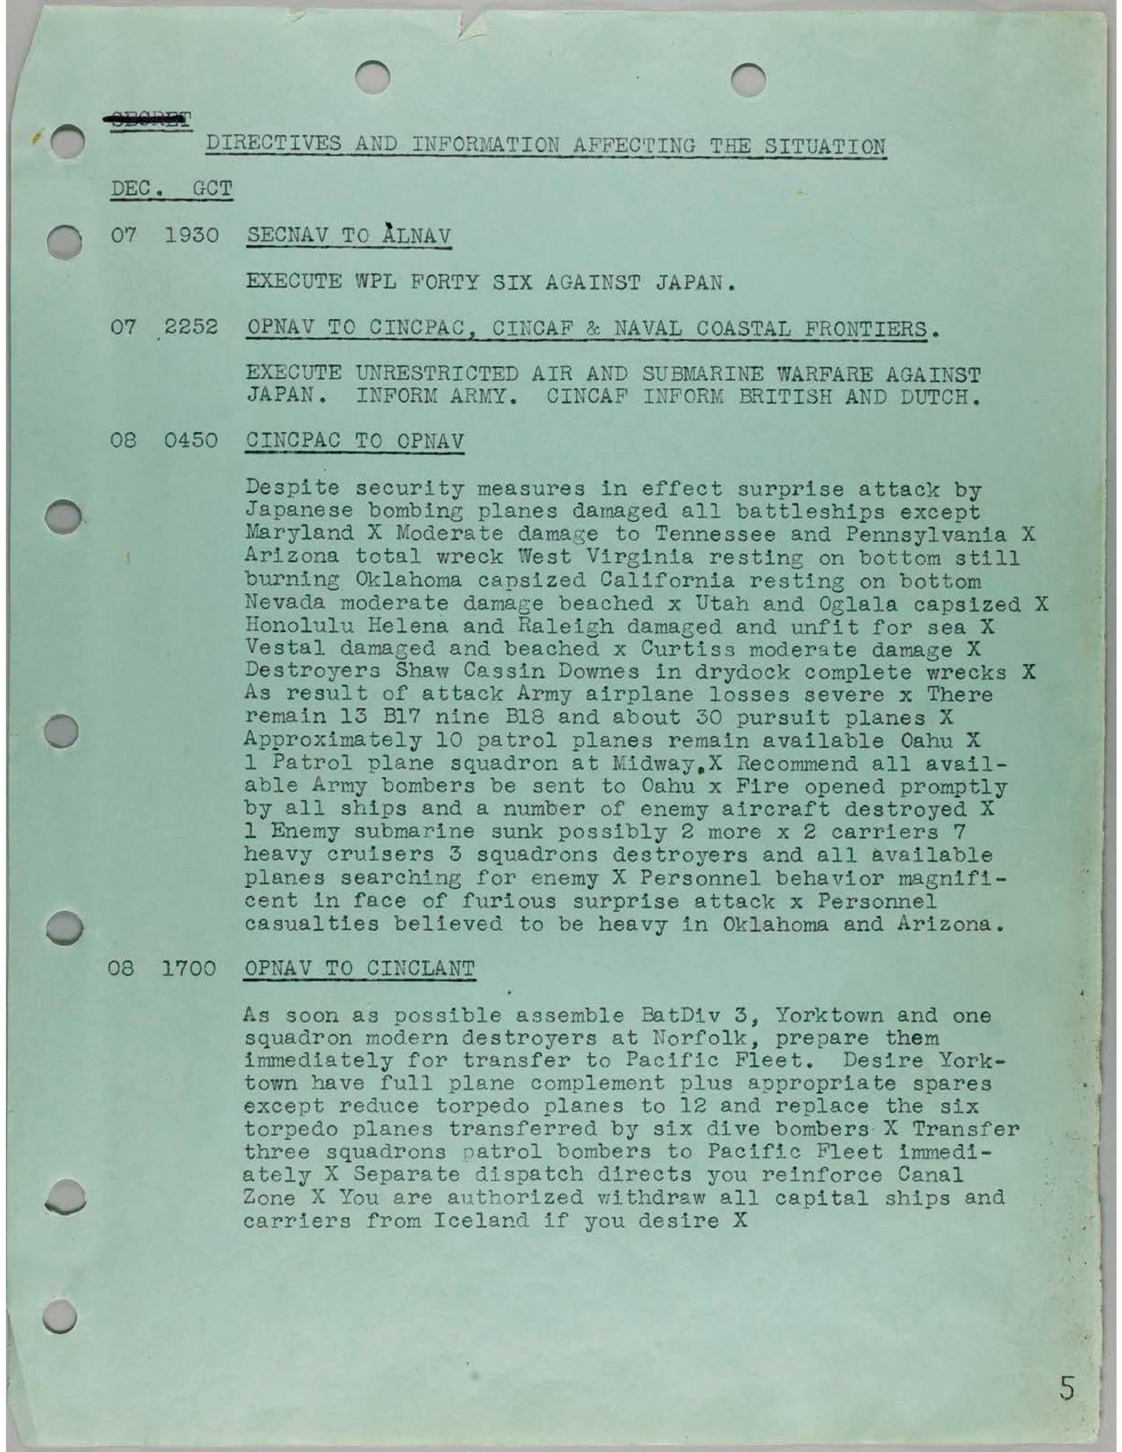 SECRET
DIRECTIVES AND INFORMATION AFFECTING THE SITUATION
DEC. GCT
07 1930 SECNAV TO ALNAV
EXECUTE WPL FORTY SIX AGAINST JAPAN.
07 2252 OPNAV TO CINCPAC, CINCAF & NAVAL COASTAL FRONTIERS.
EXECUTE UNRESTRICTED AIR AND SUBMARINE WARFARE AGAINST
JAPAN. INFORM ARMY. CINCAF INFORM BRITISH AND DUTCH.
08 0450 CINCPAC TO OPNAV
Despite security measures in effect surprise attack by
Japanese bombing planes damaged all battleships except
Maryland X Moderate damage to Tennessee and Pennsylvania X
Arizona total wreck West Virginia resting on bottom still
burning Oklahoma capsized California resting on bottom
Nevada moderate damage beached x Utah and Oglala capsized X
Honolulu Helena and Raleigh damaged and unfit for sea X
Vestal damaged and beached x Curtiss moderate damage X
Destroyers Shaw Cassin Downes in drydock complete wrecks X
As result of attack Army airplane losses severe x There
remain 13 B17 nine B18 and about 30 pursuit planes X
Approximately 10 patrol planes remain available Oahu X
1 Patrol plane squadron at Midway.X Recommend all avail-
able Army bombers be sent to Oahu x Fire opened promptly
by all ships and a number of enemy aircraft destroyed X
1 Enemy submarine sunk possibly 2 more x 2 carriers 7
heavy cruisers 3 squadrons destroyers and all available
planes searching for enemy X Personnel behavior magnifi-
cent in face of furious surprise attack x Personnel
casualties believed to be heavy in Oklahoma and Arizona.
08 1700 OPNAV TO CINCLANT
As soon as possible assemble BatDiv 3, Yorktown and one
squadron modern destroyers at Norfolk, prepare them
immediately for transfer to Pacific Fleet. Desire York-
town have full plane complement plus appropriate spares
except reduce torpedo planes to 12 and replace the six
torpedo planes transferred by six dive bombers X Transfer
three squadrons patrol bombers to Pacific Fleet immedi-
ately X Separate dispatch directs you reinforce Canal
Zone X You are authorized withdraw all capital ships and
carriers from Iceland if you desire X
5